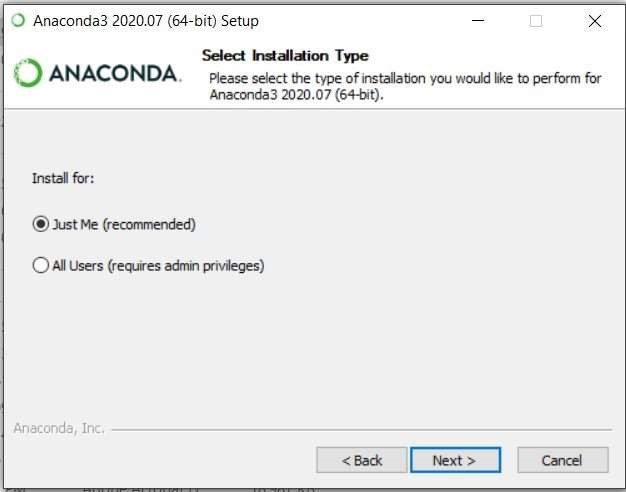 Anaconda3 2020.07 (64-bit) Setup
ANACONDA.
Select Installation Type
Please select the type of installation you would like to perform for
Anaconda3 2020.07 (64-bit).
Install for:
Just Me (recommended)
All Users (requires admin privileges)
Anaconda, Inc.
< Back
Next >
Cancel